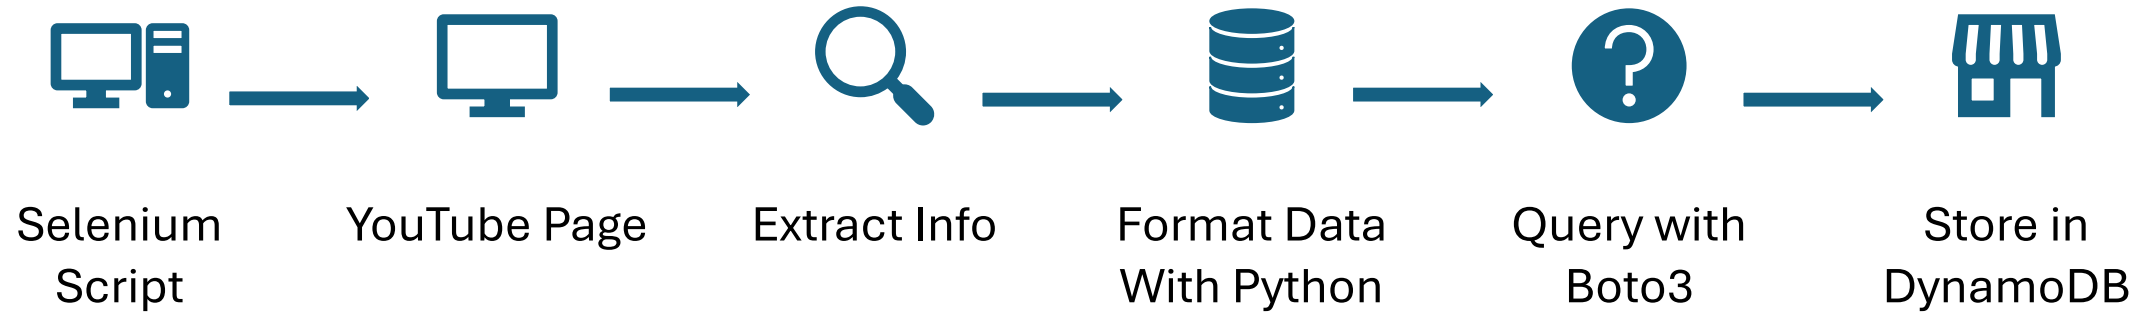 Selenium
Script
YouTube Page
Extract Info
Format Data
With Python
Query with
Boto3
Store in
DynamoDB